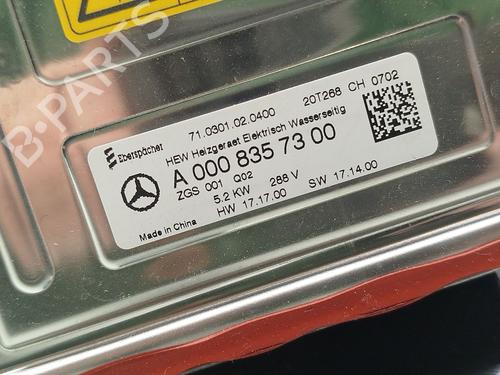 B-PARTS
Eberspächer
71.0301.02.0400 20T268 CH 0702
HEW Heizgeraet Elektrisch Wasserseitig
A 000 835 73 00
ZGS 001 Q02
5.2 KW 288 V
HW 17.17.00 SW 17.14.00
Made in China